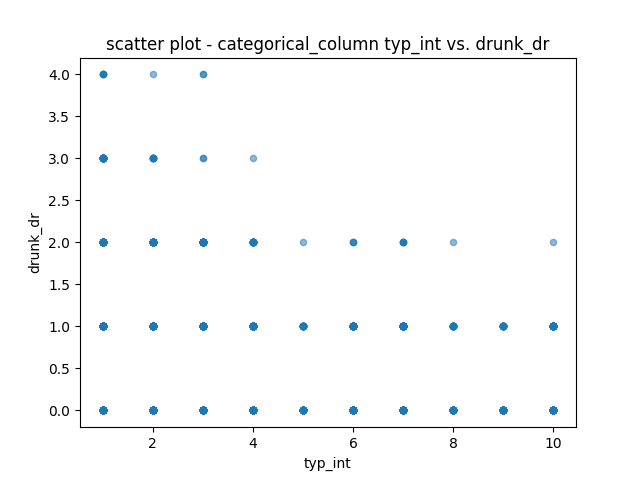 scatter plot - categorical_column typ_int vs. drunk_dr
4.0
3.5
3.0
2.5
2.0
1.5
1.0
0.5
0.0
drunk_dr
2 4 6 8 10
typ_int